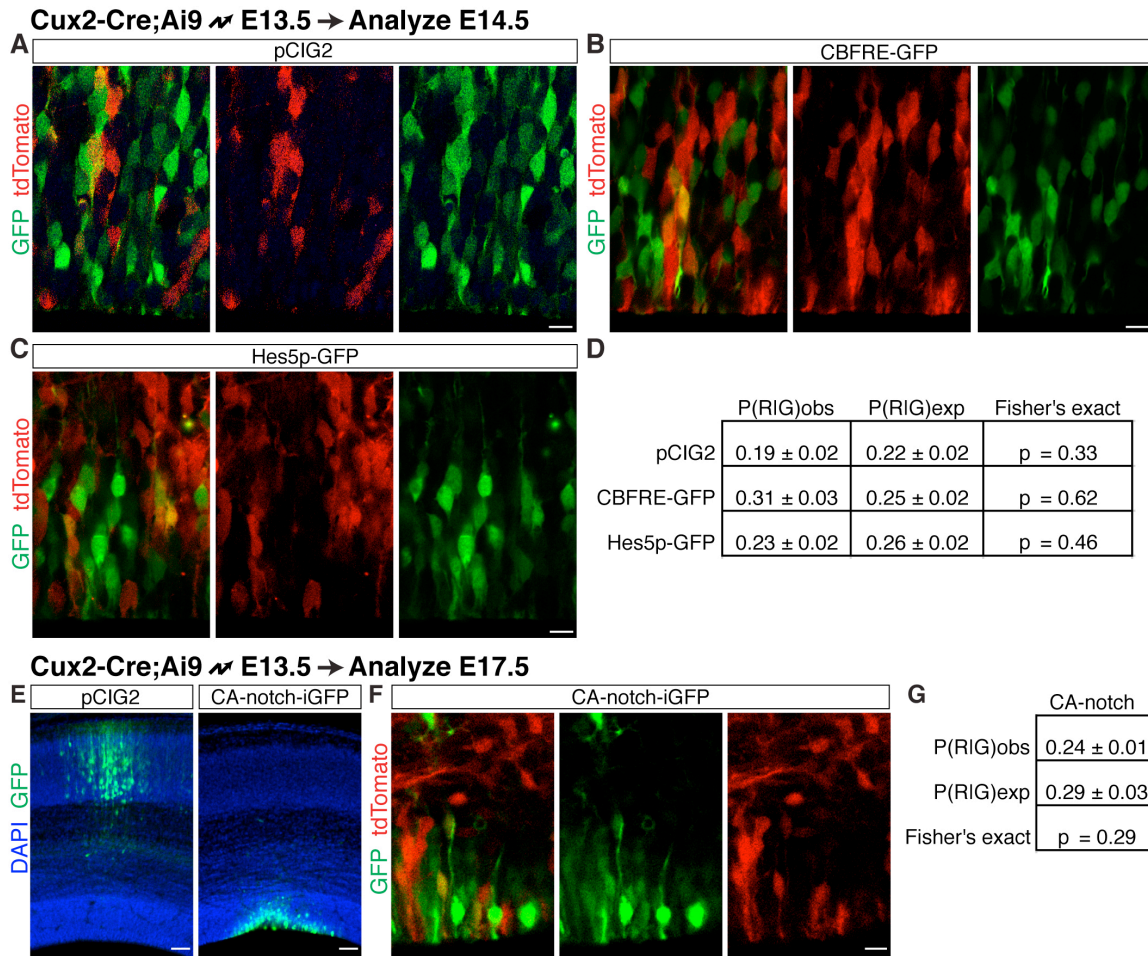 Cux2-Cre;Ai9 E13.5 → Analyze E14.5
A
pCIG2
GFP tdTomato
B
CBFRE-GFP
GFP tdTomato
C
Hes5p-GFP
GFP tdTomato
D
P(RIG)obs P(RIG)exp Fisher's exact
pCIG2 0.19 ± 0.02 0.22 ± 0.02 p = 0.33
CBFRE-GFP 0.31 ± 0.03 0.25 ± 0.02 p = 0.62
Hes5p-GFP 0.23 ± 0.02 0.26 ± 0.02 p = 0.46
Cux2-Cre;Ai9 E13.5 → Analyze E17.5
E
pCIG2 CA-notch-iGFP
DAPI GFP
F
CA-notch-iGFP
GFP tdTomato
G
CA-notch
P(RIG)obs 0.24 ± 0.01
P(RIG)exp 0.29 ± 0.03
Fisher's exact p = 0.29